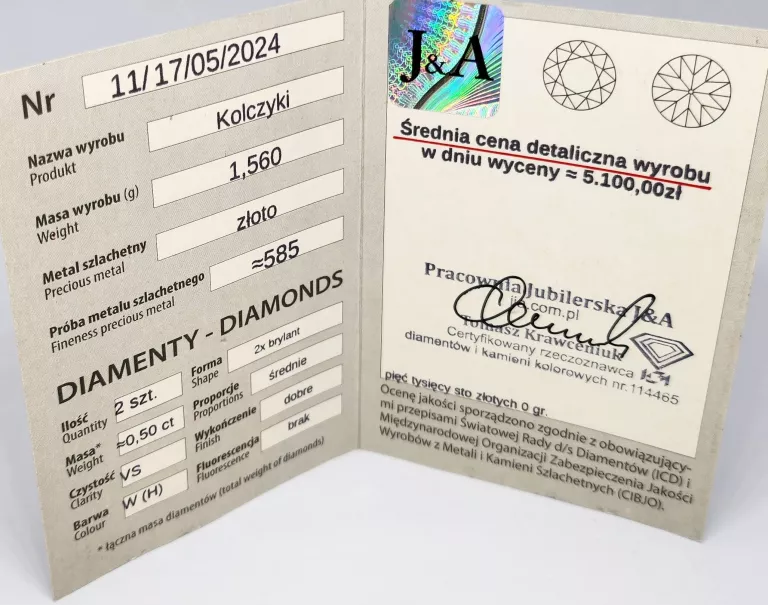 Nr 11/17/05/2024
Nazwa wyrobu Kolczyki
Produkt
Masa wyrobu (g) 1,560
Weight
Metal szlachetny złoto
Precious metal
Próba metalu szlachetnego ≈585
Fineness precious metal
DIAMENTY - DIAMONDS
Ilość 2 szt.
Quantity
Masa* ≈0,50 ct
Weight
Czystość VS
Clarity
Barwa W (H)
Colour
Forma 2x brylant
Shape
Proporcje średnie
Proportions
Wykończenie dobre
Finish
Fluorescencja brak
Fluorescence
* łączna masa diamentów (total weight of diamonds)
J&A
Średnia cena detaliczna wyrobu
w dniu wyceny ≈ 5.100,00zł
Pracownia Jubilerska J&A
.com.pl
Tomasz Krawceniuk
Certyfikowany rzeczoznawca
diamentów i kamieni kolorowych nr.114465
pięć tysięcy sto złotych 0 gr.
Ocenę jakości sporządzono zgodnie z obowiązujący-
mi przepisami Światowej Rady d/s Diamentów (ICD) i
Międzynarodowej Organizacji Zabezpieczenia Jakości
Wyrobów z Metali i Kamieni Szlachetnych (CIBJO).